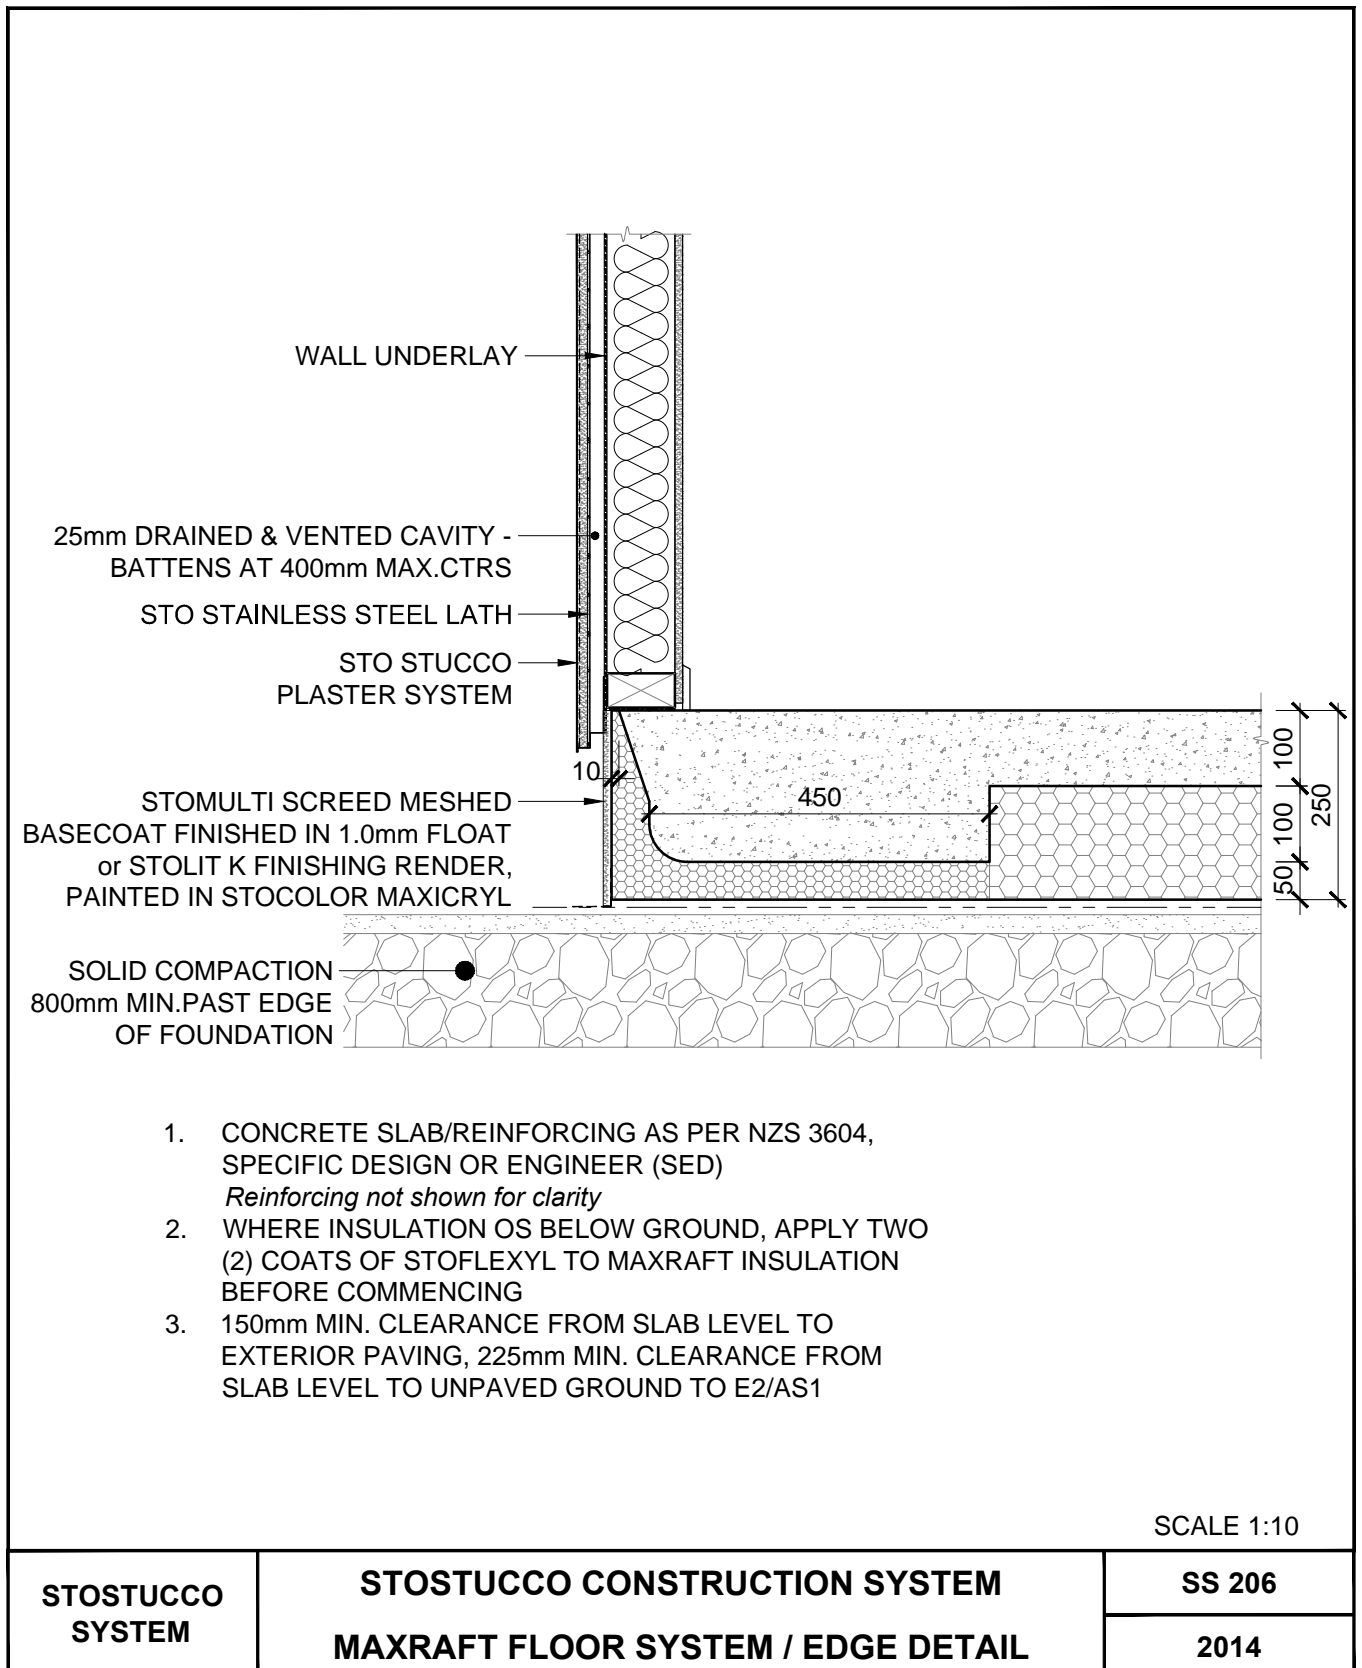 WALL UNDERLAY
25mm DRAINED & VENTED CAVITY -
BATTENS AT 400mm MAX.CTRS
STO STAINLESS STEEL LATH
STO STUCCO
PLASTER SYSTEM
10
450
100
100
50
250
STOMULTI SCREED MESHED
BASECOAT FINISHED IN 1.0mm FLOAT
or STOLIT K FINISHING RENDER,
PAINTED IN STOCOLOR MAXICRYL
SOLID COMPACTION
800mm MIN.PAST EDGE
OF FOUNDATION
1. CONCRETE SLAB/REINFORCING AS PER NZS 3604,
SPECIFIC DESIGN OR ENGINEER (SED)
Reinforcing not shown for clarity
2. WHERE INSULATION OS BELOW GROUND, APPLY TWO
(2) COATS OF STOFLEXYL TO MAXRAFT INSULATION
BEFORE COMMENCING
3. 150mm MIN. CLEARANCE FROM SLAB LEVEL TO
EXTERIOR PAVING, 225mm MIN. CLEARANCE FROM
SLAB LEVEL TO UNPAVED GROUND TO E2/AS1
SCALE 1:10
STOSTUCCO
SYSTEM
STOSTUCCO CONSTRUCTION SYSTEM
MAXRAFT FLOOR SYSTEM / EDGE DETAIL
SS 206
2014